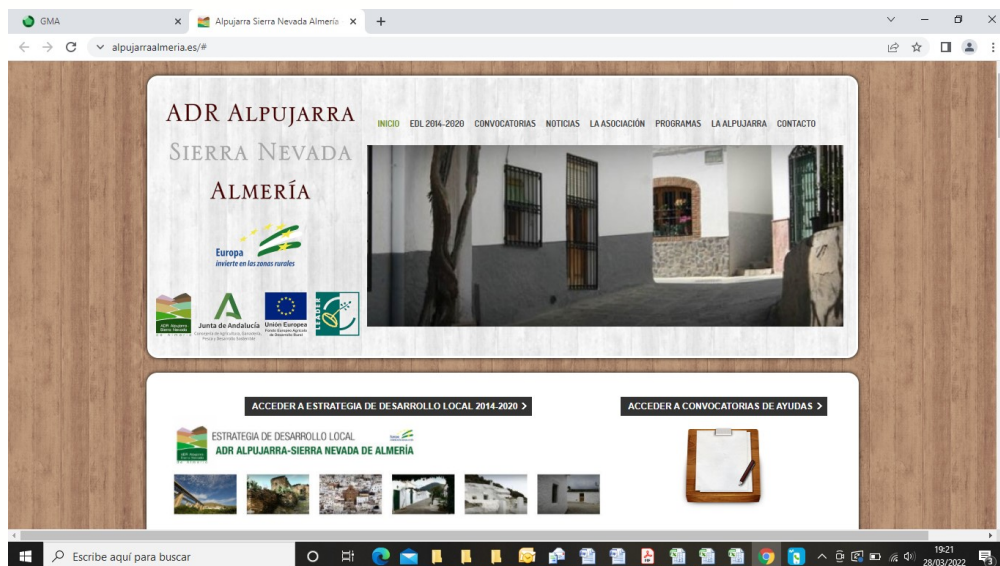 GMA
Alpujarra Sierra Nevada Almería
alpujarraalmeria.es/#
ADR ALPUJARRA
SIERRA NEVADA
ALMERÍA
INICIO EDL 2014-2020 CONVOCATORIAS NOTICIAS LA ASOCIACIÓN PROGRAMAS LA ALPUJARRA CONTACTO
Europa
invierte en las zonas rurales
Junta de Andalucía
Unión Europea
LEADER
ACCEDER A ESTRATEGIA DE DESARROLLO LOCAL 2014-2020 >
ACCEDER A CONVOCATORIAS DE AYUDAS >
ESTRATEGIA DE DESARROLLO LOCAL
ADR ALPUJARRA-SIERRA NEVADA DE ALMERÍA
Escribe aquí para buscar
19:21
28/03/2022